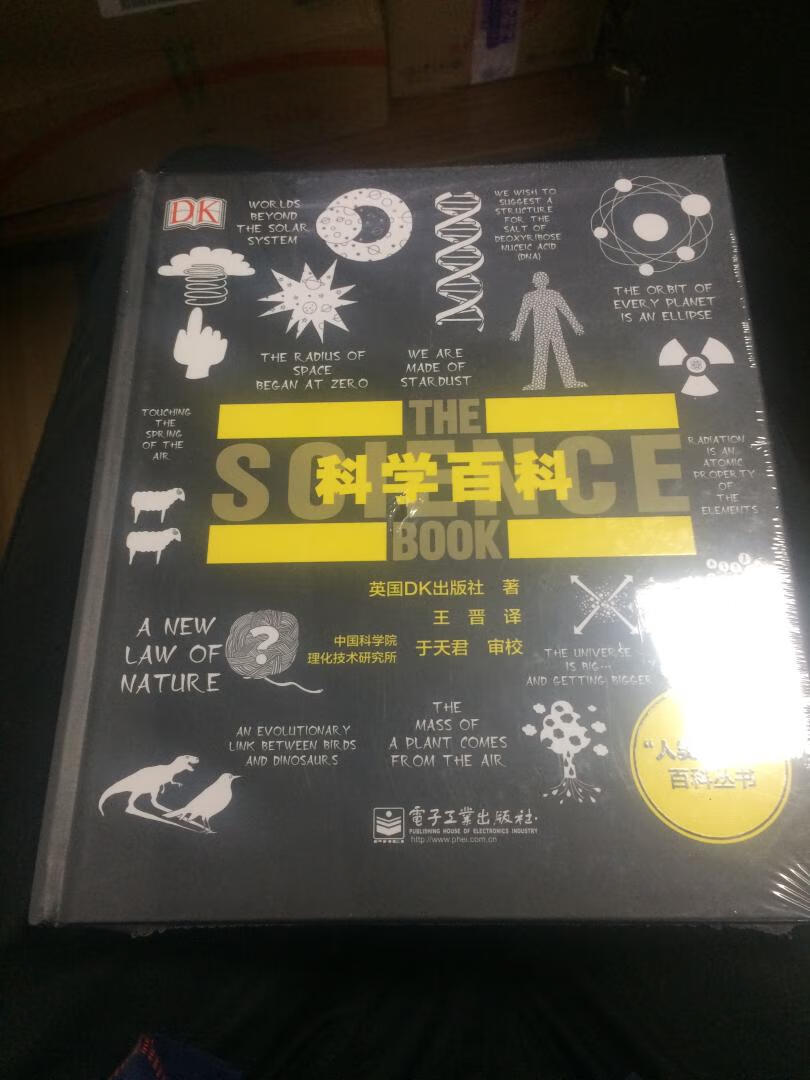 DK
WORLDS
BEYOND
THE SOLAR
SYSTEM
WE WISH TO
SUGGEST A
STRUCTURE
FOR THE
SALT OF
DEOXYRIBOSE
NUCEIC ACID
(DNA)
THE ORBIT OF
EVERY PLANET
IS AN ELLIPSE
THE RADIUS OF
SPACE
BEGAN AT ZERO
WE ARE
MADE OF
STARDUST
TOUCHING
THE
SPRING
OF THE
AIR
THE
SCIENCE
科学百科
BOOK
RADIATION
IS AN
ATOMIC
PROPERTY
OF
THE
ELEMENTS
英国DK出版社 著
王 晋 译
中国科学院
理化技术研究所
于天君 审校
A NEW
LAW OF
NATURE
?
THE UNIVERSE
IS BIG...
AND GETTING BIGGER
AN EVOLUTIONARY
LINK BETWEEN BIRDS
AND DINOSAURS
THE
MASS OF
A PLANT COMES
FROM THE AIR
“人
百科丛书
PHEI
電子工業出版社
PUBLISHING HOUSE OF ELECTRONICS INDUSTRY
http://www.phei.com.cn